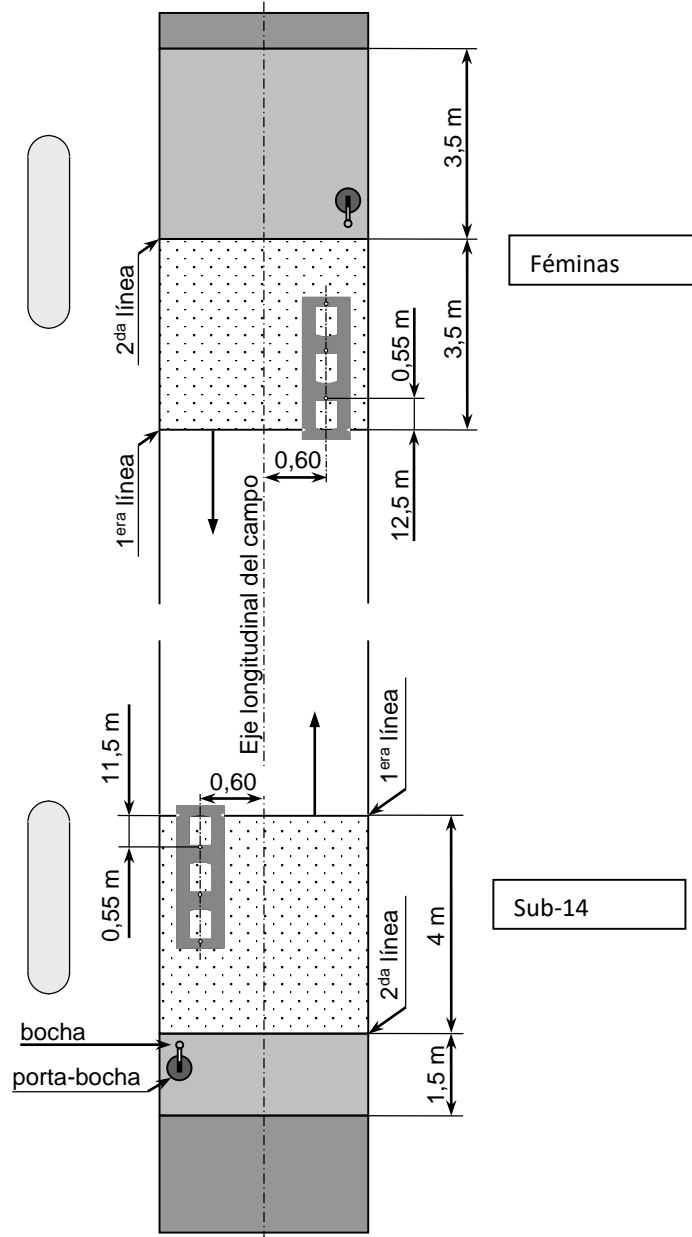 3,5 m
Féminas
2da línea
3,5 m
0,55 m
1era línea
0,60
12,5 m
Eje longitudinal del campo
11,5 m
0,60
1era línea
0,55 m
Sub-14
4 m
2da línea
bocha
porta-bocha
1,5 m